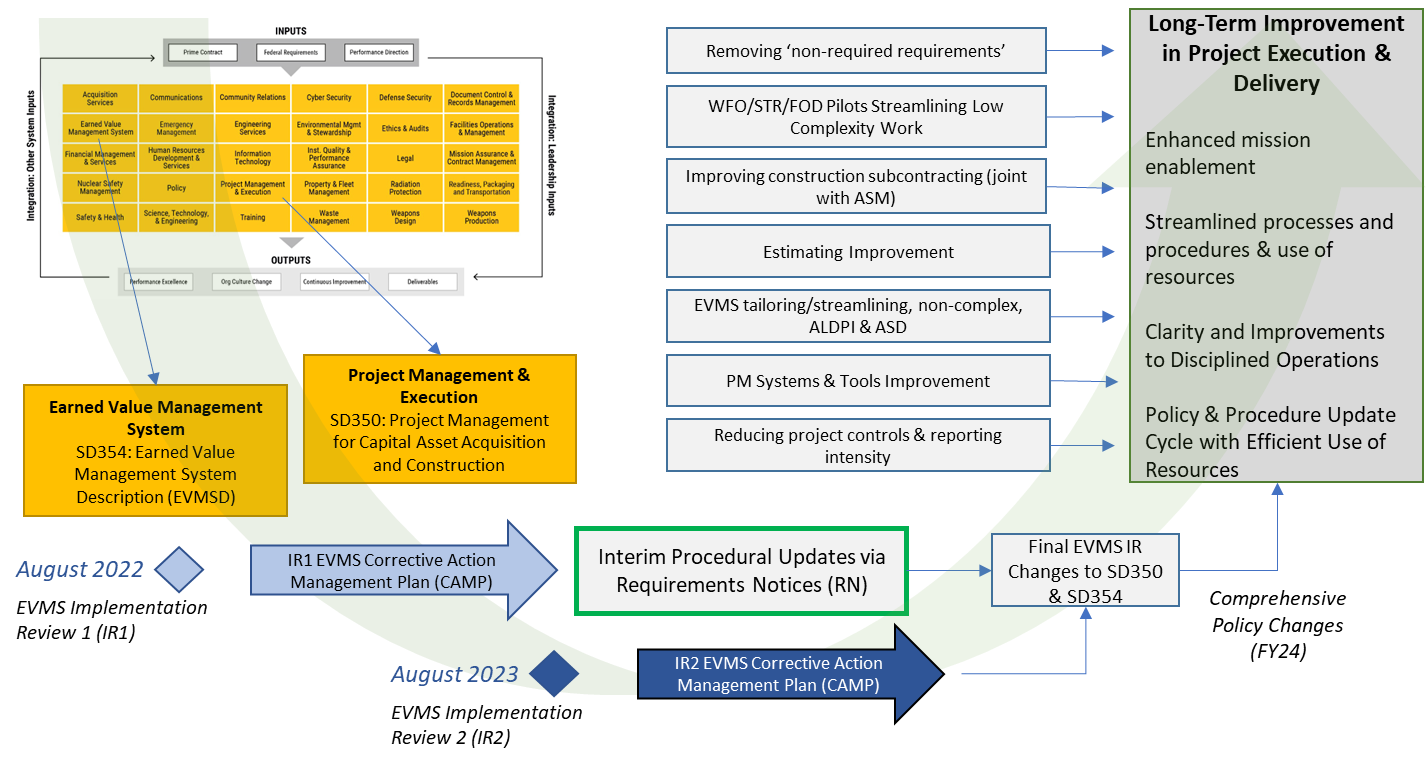 INPUTS
Prime Contract
Federal Requirements
Performance Direction
Integration: Other System Inputs
Integration: Leadership Inputs
Acquisition
Services
Communications
Community Relations
Cyber Security
Defense Security
Document Control &
Records Management
Earned Value
Management System
Emergency
Management
Engineering
Services
Environmental Mgmt
& Stewardship
Ethics & Audits
Facilities Operations
& Management
Financial Management
& Services
Human Resources
Development &
Services
Information
Technology
Inst. Quality &
Performance
Assurance
Legal
Mission Assurance &
Contract Management
Nuclear Safety
Management
Policy
Project Management
& Execution
Property & Fleet
Management
Radiation
Protection
Readiness, Packaging
and Transportation
Safety & Health
Science, Technology,
& Engineering
Training
Waste
Management
Weapons
Design
Weapons
Production
OUTPUTS
Performance Excellence
Org Culture Change
Continuous Improvement
Deliverables
Earned Value Management
System
SD354: Earned Value
Management System
Description (EVMSD)
Project Management &
Execution
SD350: Project Management
for Capital Asset Acquisition
and Construction
Removing ‘non-required requirements’
WFO/STR/FOD Pilots Streamlining Low
Complexity Work
Improving construction subcontracting (joint
with ASM)
Estimating Improvement
EVMS tailoring/streamlining, non-complex,
ALDPI & ASD
PM Systems & Tools Improvement
Reducing project controls & reporting
intensity
Long-Term Improvement
in Project Execution &
Delivery
Enhanced mission
enablement
Streamlined processes and
procedures & use of
resources
Clarity and Improvements
to Disciplined Operations
Policy & Procedure Update
Cycle with Efficient Use of
Resources
August 2022
EVMS Implementation
Review 1 (IR1)
IR1 EVMS Corrective Action
Management Plan (CAMP)
Interim Procedural Updates via
Requirements Notices (RN)
Final EVMS IR
Changes to SD350
& SD354
Comprehensive
Policy Changes
(FY24)
August 2023
EVMS Implementation
Review 2 (IR2)
IR2 EVMS Corrective Action
Management Plan (CAMP)